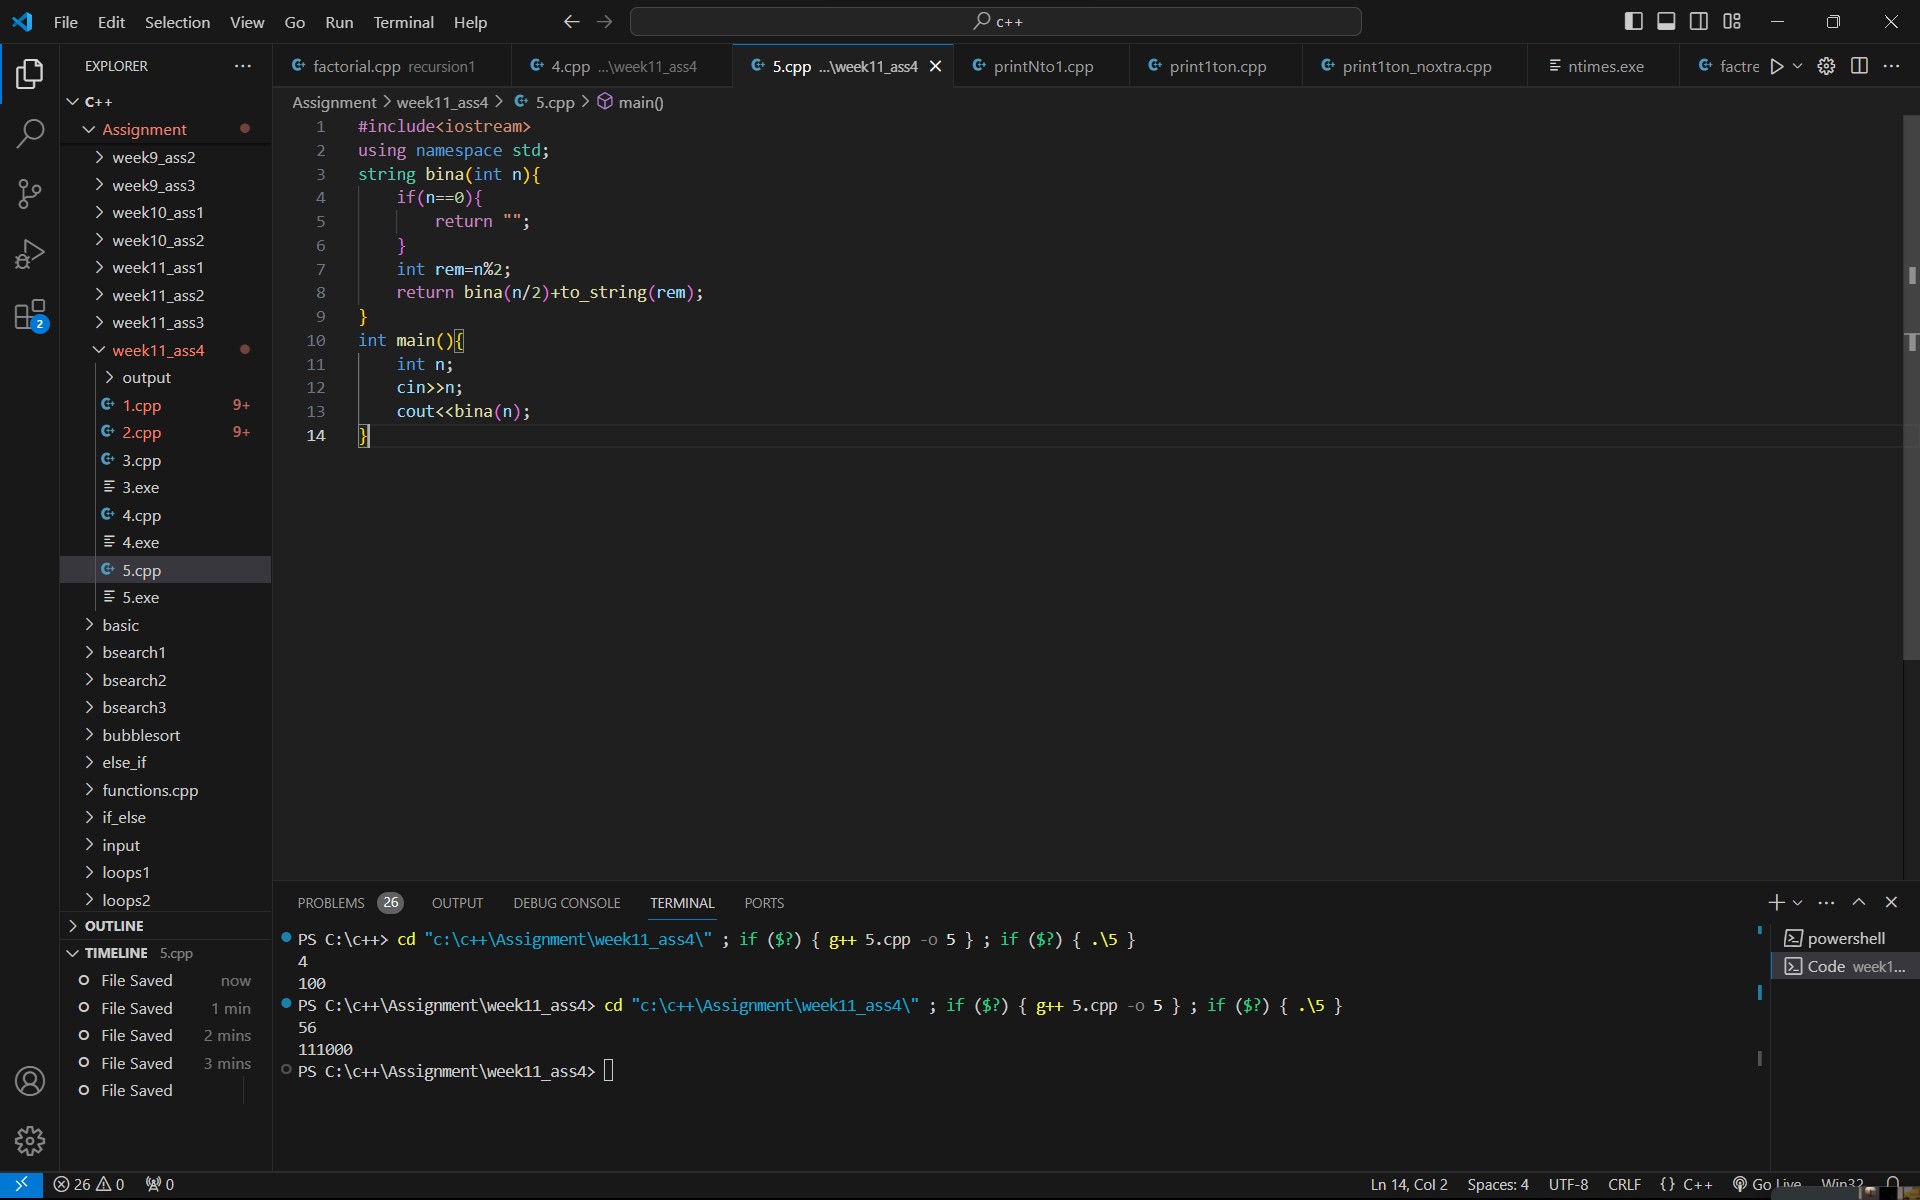 File Edit Selection View Go Run Terminal Help
c++
EXPLORER
C++
Assignment
week9_ass2
week9_ass3
week10_ass1
week10_ass2
week11_ass1
week11_ass2
week11_ass3
week11_ass4
output
1.cpp 9+
2.cpp 9+
3.cpp
3.exe
4.cpp
4.exe
5.cpp
5.exe
basic
bsearch1
bsearch2
bsearch3
bubblesort
else_if
functions.cpp
if_else
input
loops1
loops2
OUTLINE
TIMELINE 5.cpp
File Saved now
File Saved 1 min
File Saved 2 mins
File Saved 3 mins
File Saved
2
factorial.cpp recursion1 4.cpp ...\week11_ass4 5.cpp ...\week11_ass4 printNto1.cpp print1ton.cpp print1ton_noxtra.cpp ntimes.exe factre
Assignment > week11_ass4 > 5.cpp > main()
1 #include<iostream>
2 using namespace std;
3 string bina(int n){
4 if(n==0){
5 return "";
6 }
7 int rem=n%2;
8 return bina(n/2)+to_string(rem);
9 }
10 int main(){
11 int n;
12 cin>>n;
13 cout<<bina(n);
14 }
PROBLEMS 26 OUTPUT DEBUG CONSOLE TERMINAL PORTS
PS C:\c++> cd "c:\c++\Assignment\week11_ass4\" ; if ($?) { g++ 5.cpp -o 5 } ; if ($?) { .\5 }
4
100
PS C:\c++\Assignment\week11_ass4> cd "c:\c++\Assignment\week11_ass4\" ; if ($?) { g++ 5.cpp -o 5 } ; if ($?) { .\5 }
56
111000
PS C:\c++\Assignment\week11_ass4>
powershell
Code week1...
26 0 0
Ln 14, Col 2 Spaces: 4 UTF-8 CRLF {} C++ Go Live Win32